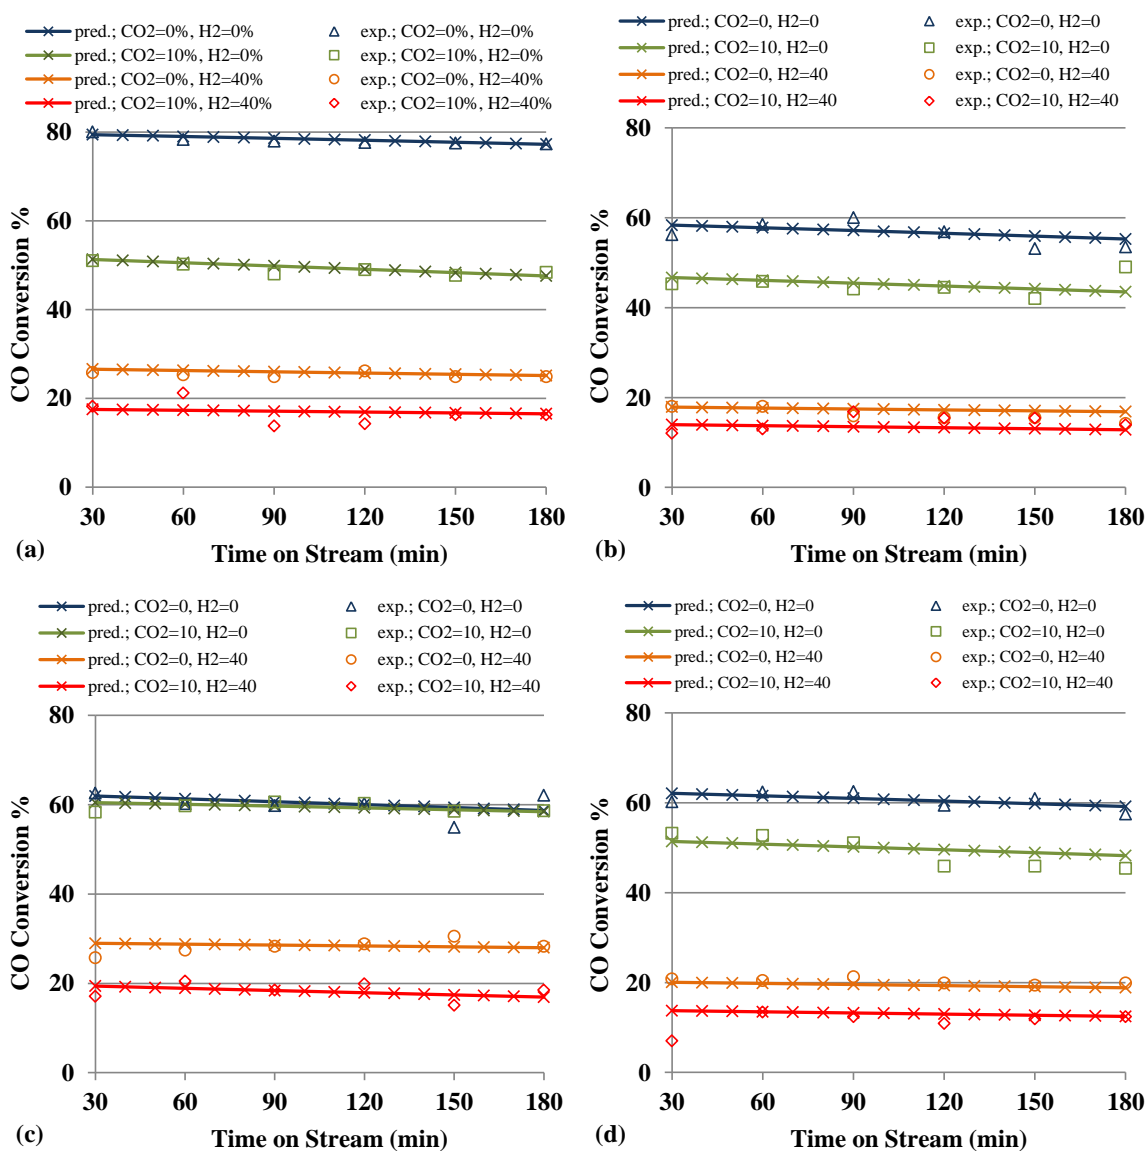 pred.; CO2=0%, H2=0%
exp.; CO2=0%, H2=0%
pred.; CO2=10%, H2=0%
exp.; CO2=10%, H2=0%
pred.; CO2=0%, H2=40%
exp.; CO2=0%, H2=40%
pred.; CO2=10%, H2=40%
exp.; CO2=10%, H2=40%
80
60
40
20
0
CO Conversion %
30 60 90 120 150 180
(a)
Time on Stream (min)
pred.; CO2=0, H2=0
exp.; CO2=0, H2=0
pred.; CO2=10, H2=0
exp.; CO2=10, H2=0
pred.; CO2=0, H2=40
exp.; CO2=0, H2=40
pred.; CO2=10, H2=40
exp.; CO2=10, H2=40
80
60
40
20
0
CO Conversion %
30 60 90 120 150 180
(b)
Time on Stream (min)
pred.; CO2=0, H2=0
exp.; CO2=0, H2=0
pred.; CO2=10, H2=0
exp.; CO2=10, H2=0
pred.; CO2=0, H2=40
exp.; CO2=0, H2=40
pred.; CO2=10, H2=40
exp.; CO2=10, H2=40
80
60
40
20
0
CO Conversion %
30 60 90 120 150 180
(c)
Time on Stream (min)
pred.; CO2=0, H2=0
exp.; CO2=0, H2=0
pred.; CO2=10, H2=0
exp.; CO2=10, H2=0
pred.; CO2=0, H2=40
exp.; CO2=0, H2=40
pred.; CO2=10, H2=40
exp.; CO2=10, H2=40
80
60
40
20
0
CO Conversion %
30 60 90 120 150 180
(d)
Time on Stream (min)